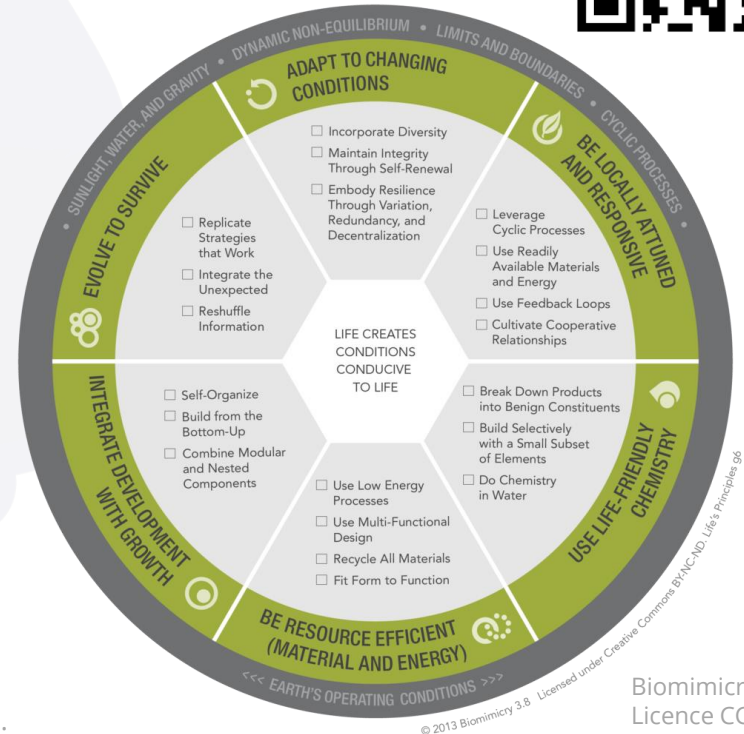 SUNLIGHT, WATER, AND GRAVITY • DYNAMIC NON-EQUILIBRIUM • LIMITS AND BOUNDARIES • CYCLIC PROCESSES •
ADAPT TO CHANGING
CONDITIONS
Incorporate Diversity
Maintain Integrity
Through Self-Renewal
Embody Resilience
Through Variation,
Redundancy, and
Decentralization
BE LOCALLY ATTUNED
AND RESPONSIVE
Leverage
Cyclic Processes
Use Readily
Available Materials
and Energy
Use Feedback Loops
Cultivate Cooperative
Relationships
USE LIFE-FRIENDLY
CHEMISTRY
Break Down Products
into Benign Constituents
Build Selectively
with a Small Subset
of Elements
Do Chemistry
in Water
BE RESOURCE EFFICIENT
(MATERIAL AND ENERGY)
Use Low Energy
Processes
Use Multi-Functional
Design
Recycle All Materials
Fit Form to Function
INTEGRATE DEVELOPMENT
WITH GROWTH
Self-Organize
Build from the
Bottom-Up
Combine Modular
and Nested
Components
EVOLVE TO SURVIVE
Replicate
Strategies
that Work
Integrate the
Unexpected
Reshuffle
Information
LIFE CREATES
CONDITIONS
CONDUCIVE
TO LIFE
<<< EARTH'S OPERATING CONDITIONS >>>
© 2013 Biomimicry 3.8 Licensed under Creative Commons BY-NC-ND. Life's Principles g6
Licence CC